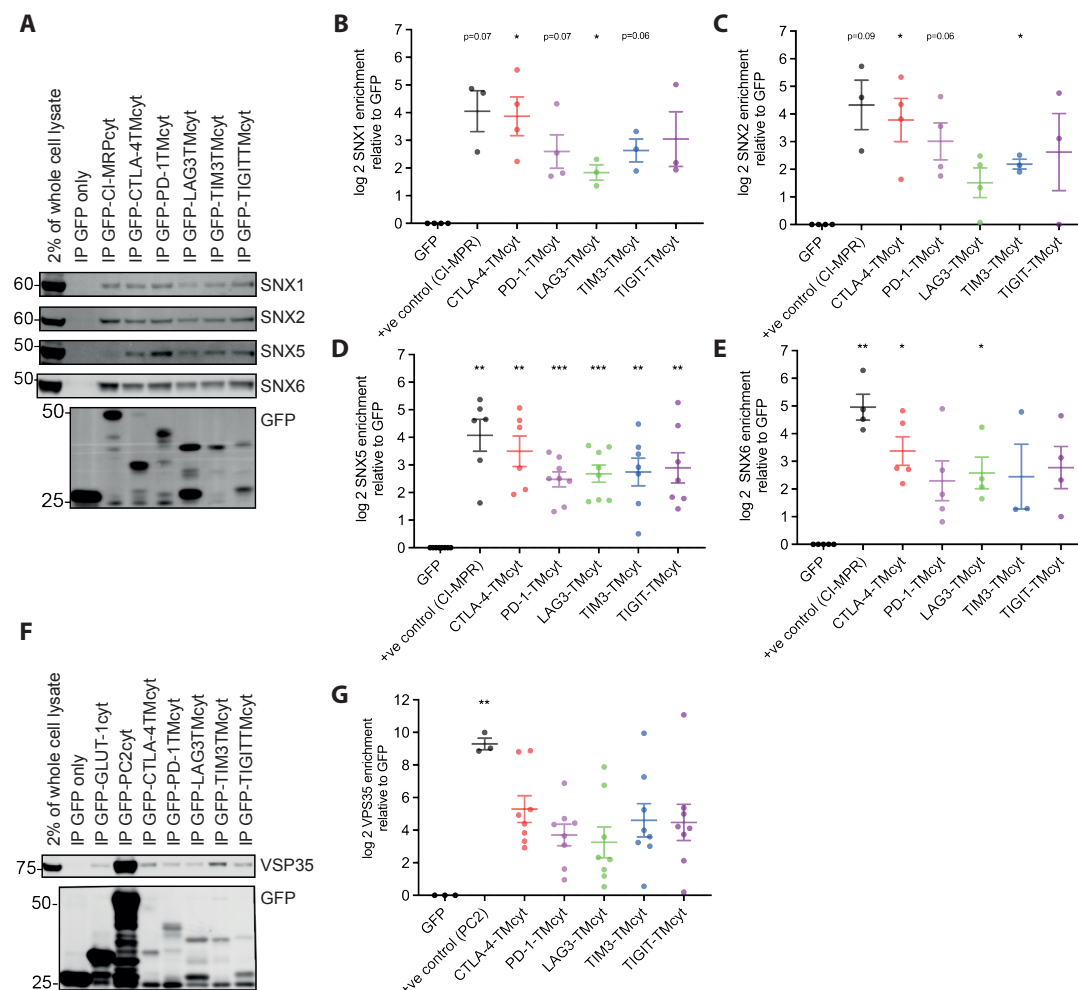 A
2% of whole cell lysate
IP GFP only
IP GFP-CI-MRPcyt
IP GFP-CTLA-4TMcyt
IP GFP-PD-1TMcyt
IP GFP-LAG3TMcyt
IP GFP-TIM3TMcyt
IP GFP-TIGITTMcyt
60-
SNX1
60-
SNX2
50-
SNX5
50-
SNX6
50-
GFP
25-
B
log 2 SNX1 enrichment
relative to GFP
7
6
5
4
3
2
1
0
p=0.07
*
p=0.07
*
p=0.06
GFP
+ve control (CI-MPR)
CTLA-4-TMcyt
PD-1-TMcyt
LAG3-TMcyt
TIM3-TMcyt
TIGIT-TMcyt
C
log 2 SNX2 enrichment
relative to GFP
7
6
5
4
3
2
1
0
p=0.09
*
p=0.06
*
GFP
+ve control (CI-MPR)
CTLA-4-TMcyt
PD-1-TMcyt
LAG3-TMcyt
TIM3-TMcyt
TIGIT-TMcyt
D
log 2 SNX5 enrichment
relative to GFP
7
6
5
4
3
2
1
0
**
**
***
***
**
**
GFP
+ve control (CI-MPR)
CTLA-4-TMcyt
PD-1-TMcyt
LAG3-TMcyt
TIM3-TMcyt
TIGIT-TMcyt
E
log 2 SNX6 enrichment
relative to GFP
7
6
5
4
3
2
1
0
**
*
*
GFP
+ve control (CI-MPR)
CTLA-4-TMcyt
PD-1-TMcyt
LAG3-TMcyt
TIM3-TMcyt
TIGIT-TMcyt
F
2% of whole cell lysate
IP GFP only
IP GFP-GLUT-1cyt
IP GFP-PC2cyt
IP GFP-CTLA-4TMcyt
IP GFP-PD-1TMcyt
IP GFP-LAG3TMcyt
IP GFP-TIM3TMcyt
IP GFP-TIGITTMcyt
75-
VSP35
GFP
50-
25-
G
log 2 VPS35 enrichment
relative to GFP
12
10
8
6
4
2
0
**
GFP
+ve control (PC2)
CTLA-4-TMcyt
PD-1-TMcyt
LAG3-TMcyt
TIM3-TMcyt
TIGIT-TMcyt